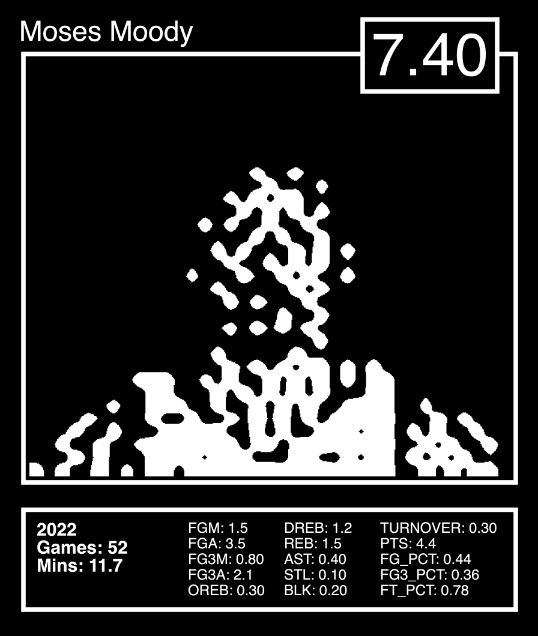 Moses Moody
7.40
2022
Games: 52
Mins: 11.7
FGM: 1.5
FGA: 3.5
FG3M: 0.80
FG3A: 2.1
OREB: 0.30
DREB: 1.2
REB: 1.5
AST: 0.40
STL: 0.10
BLK: 0.20
TURNOVER: 0.30
PTS: 4.4
FG_PCT: 0.44
FG3_PCT: 0.36
FT_PCT: 0.78